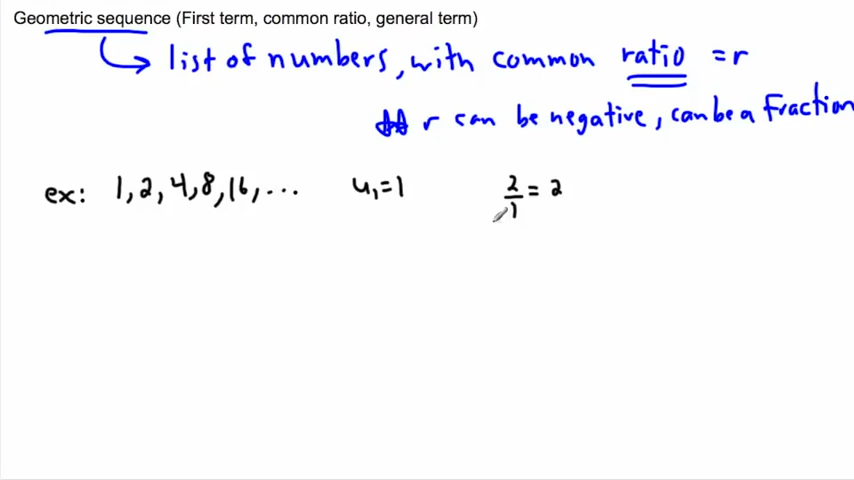 Geometric sequence (First term, common ratio, general term)
list of numbers, with common ratio = r
** r can be negative, can be a fraction
ex: 1, 2, 4, 8, 16, ... u₁=1 2/1 = 2